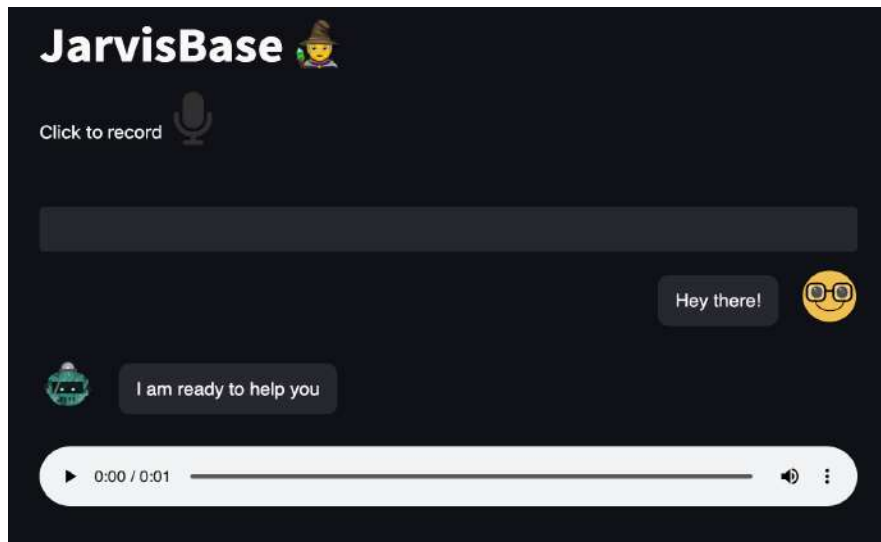 JarvisBase
Click to record
Hey there!
I am ready to help you
0:00 / 0:01